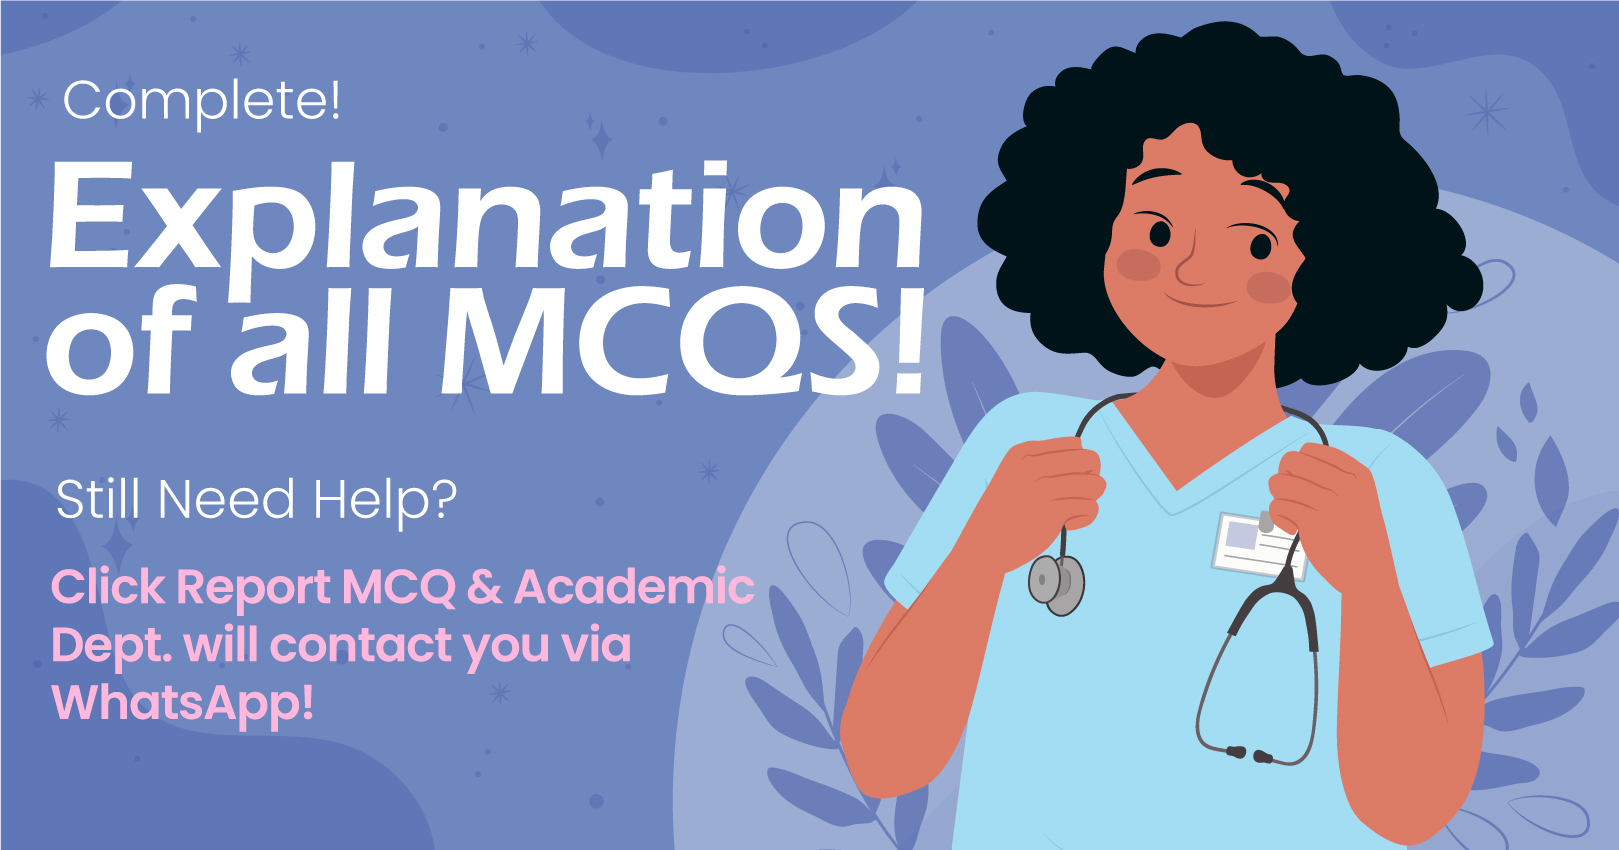 Complete!
Explanation
of all MCQS!
Still Need Help?
Click Report MCQ & Academic
Dept. will contact you via
WhatsApp!